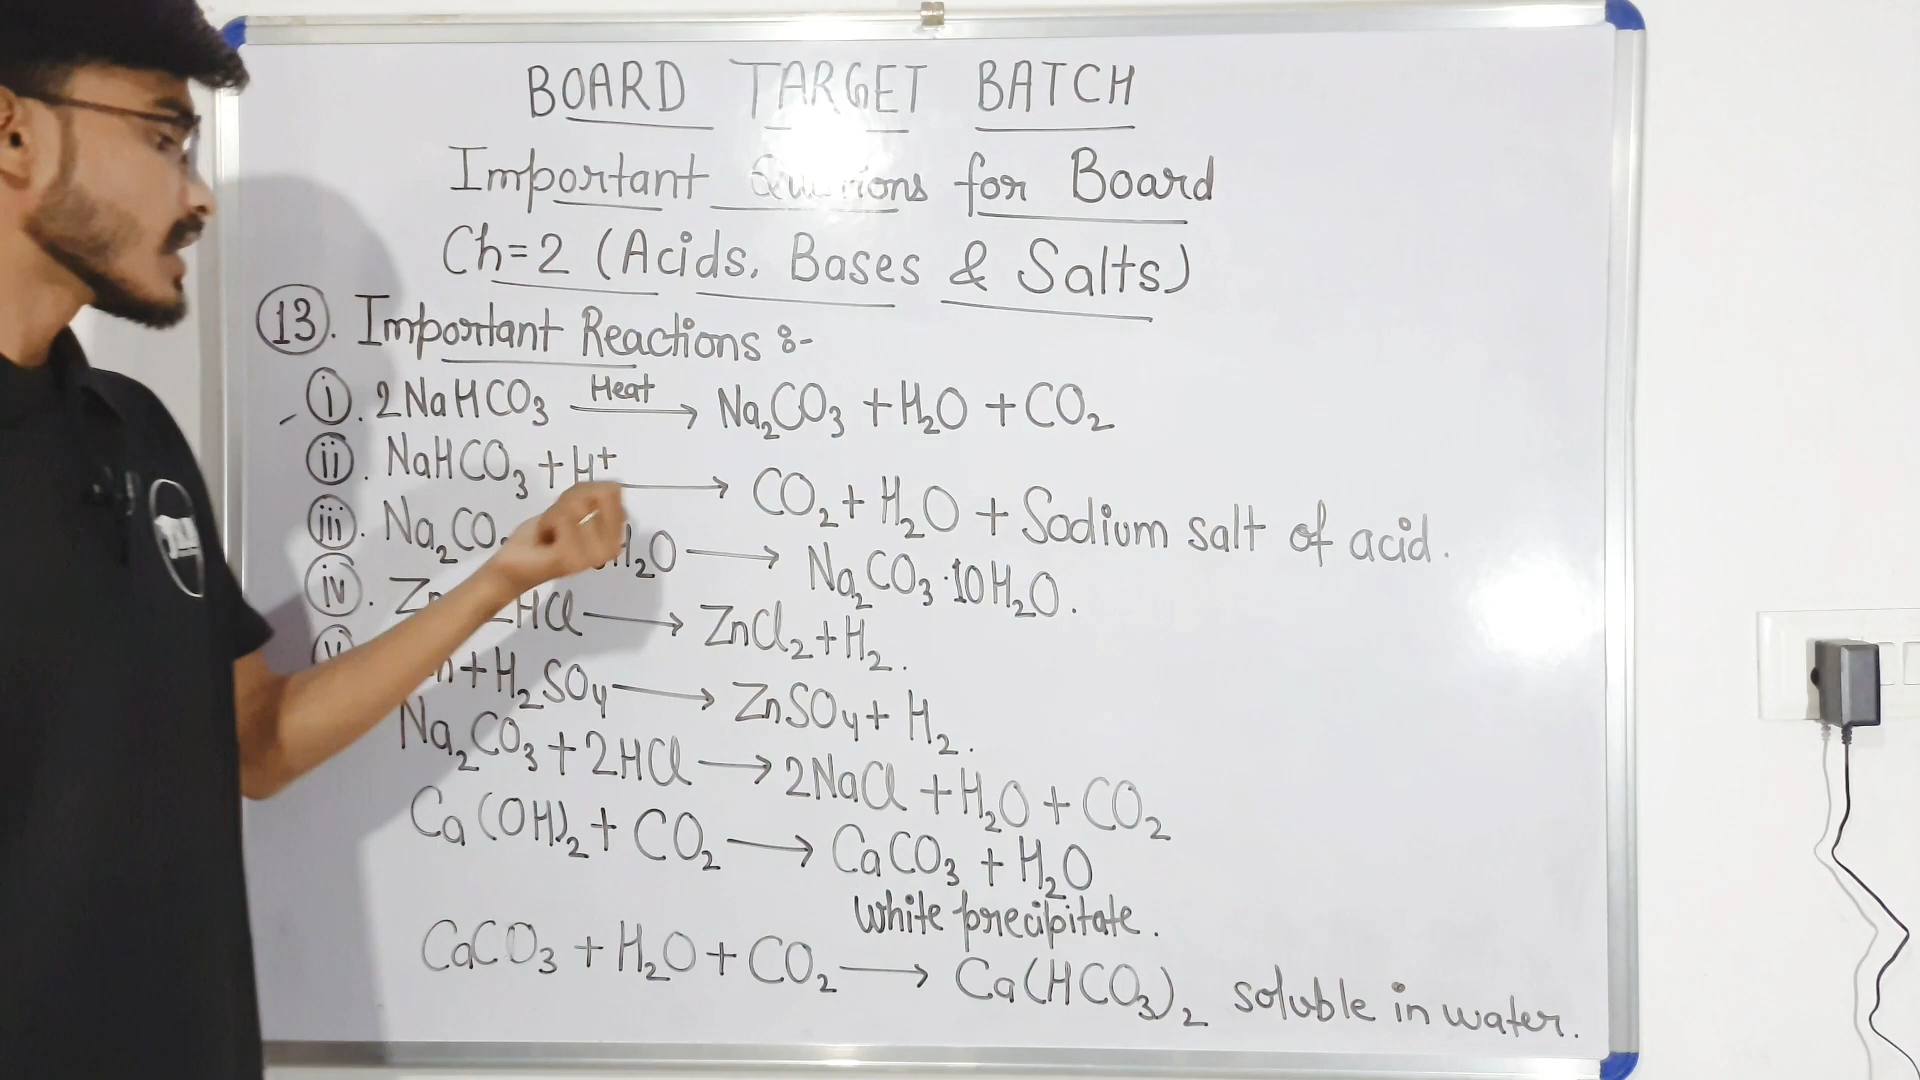 BOARD TARGET BATCH
Important for Board
Ch=2 (Acids, Bases & Salts)
13. Important Reactions :-
i. 2NaHCO₃ —Heat→ Na₂CO₃ + H₂O + CO₂
ii. NaHCO₃ + H⁺ → CO₂ + H₂O + Sodium salt of acid.
iii. Na₂CO H₂O → Na₂CO₃·10H₂O.
iv. Zn HCl → ZnCl₂ + H₂.
n + H₂SO₄ → ZnSO₄ + H₂.
Na₂CO₃ + 2HCl → 2NaCl + H₂O + CO₂
Ca(OH)₂ + CO₂ → CaCO₃ + H₂O
White precipitate.
CaCO₃ + H₂O + CO₂ → Ca(HCO₃)₂ soluble in water.